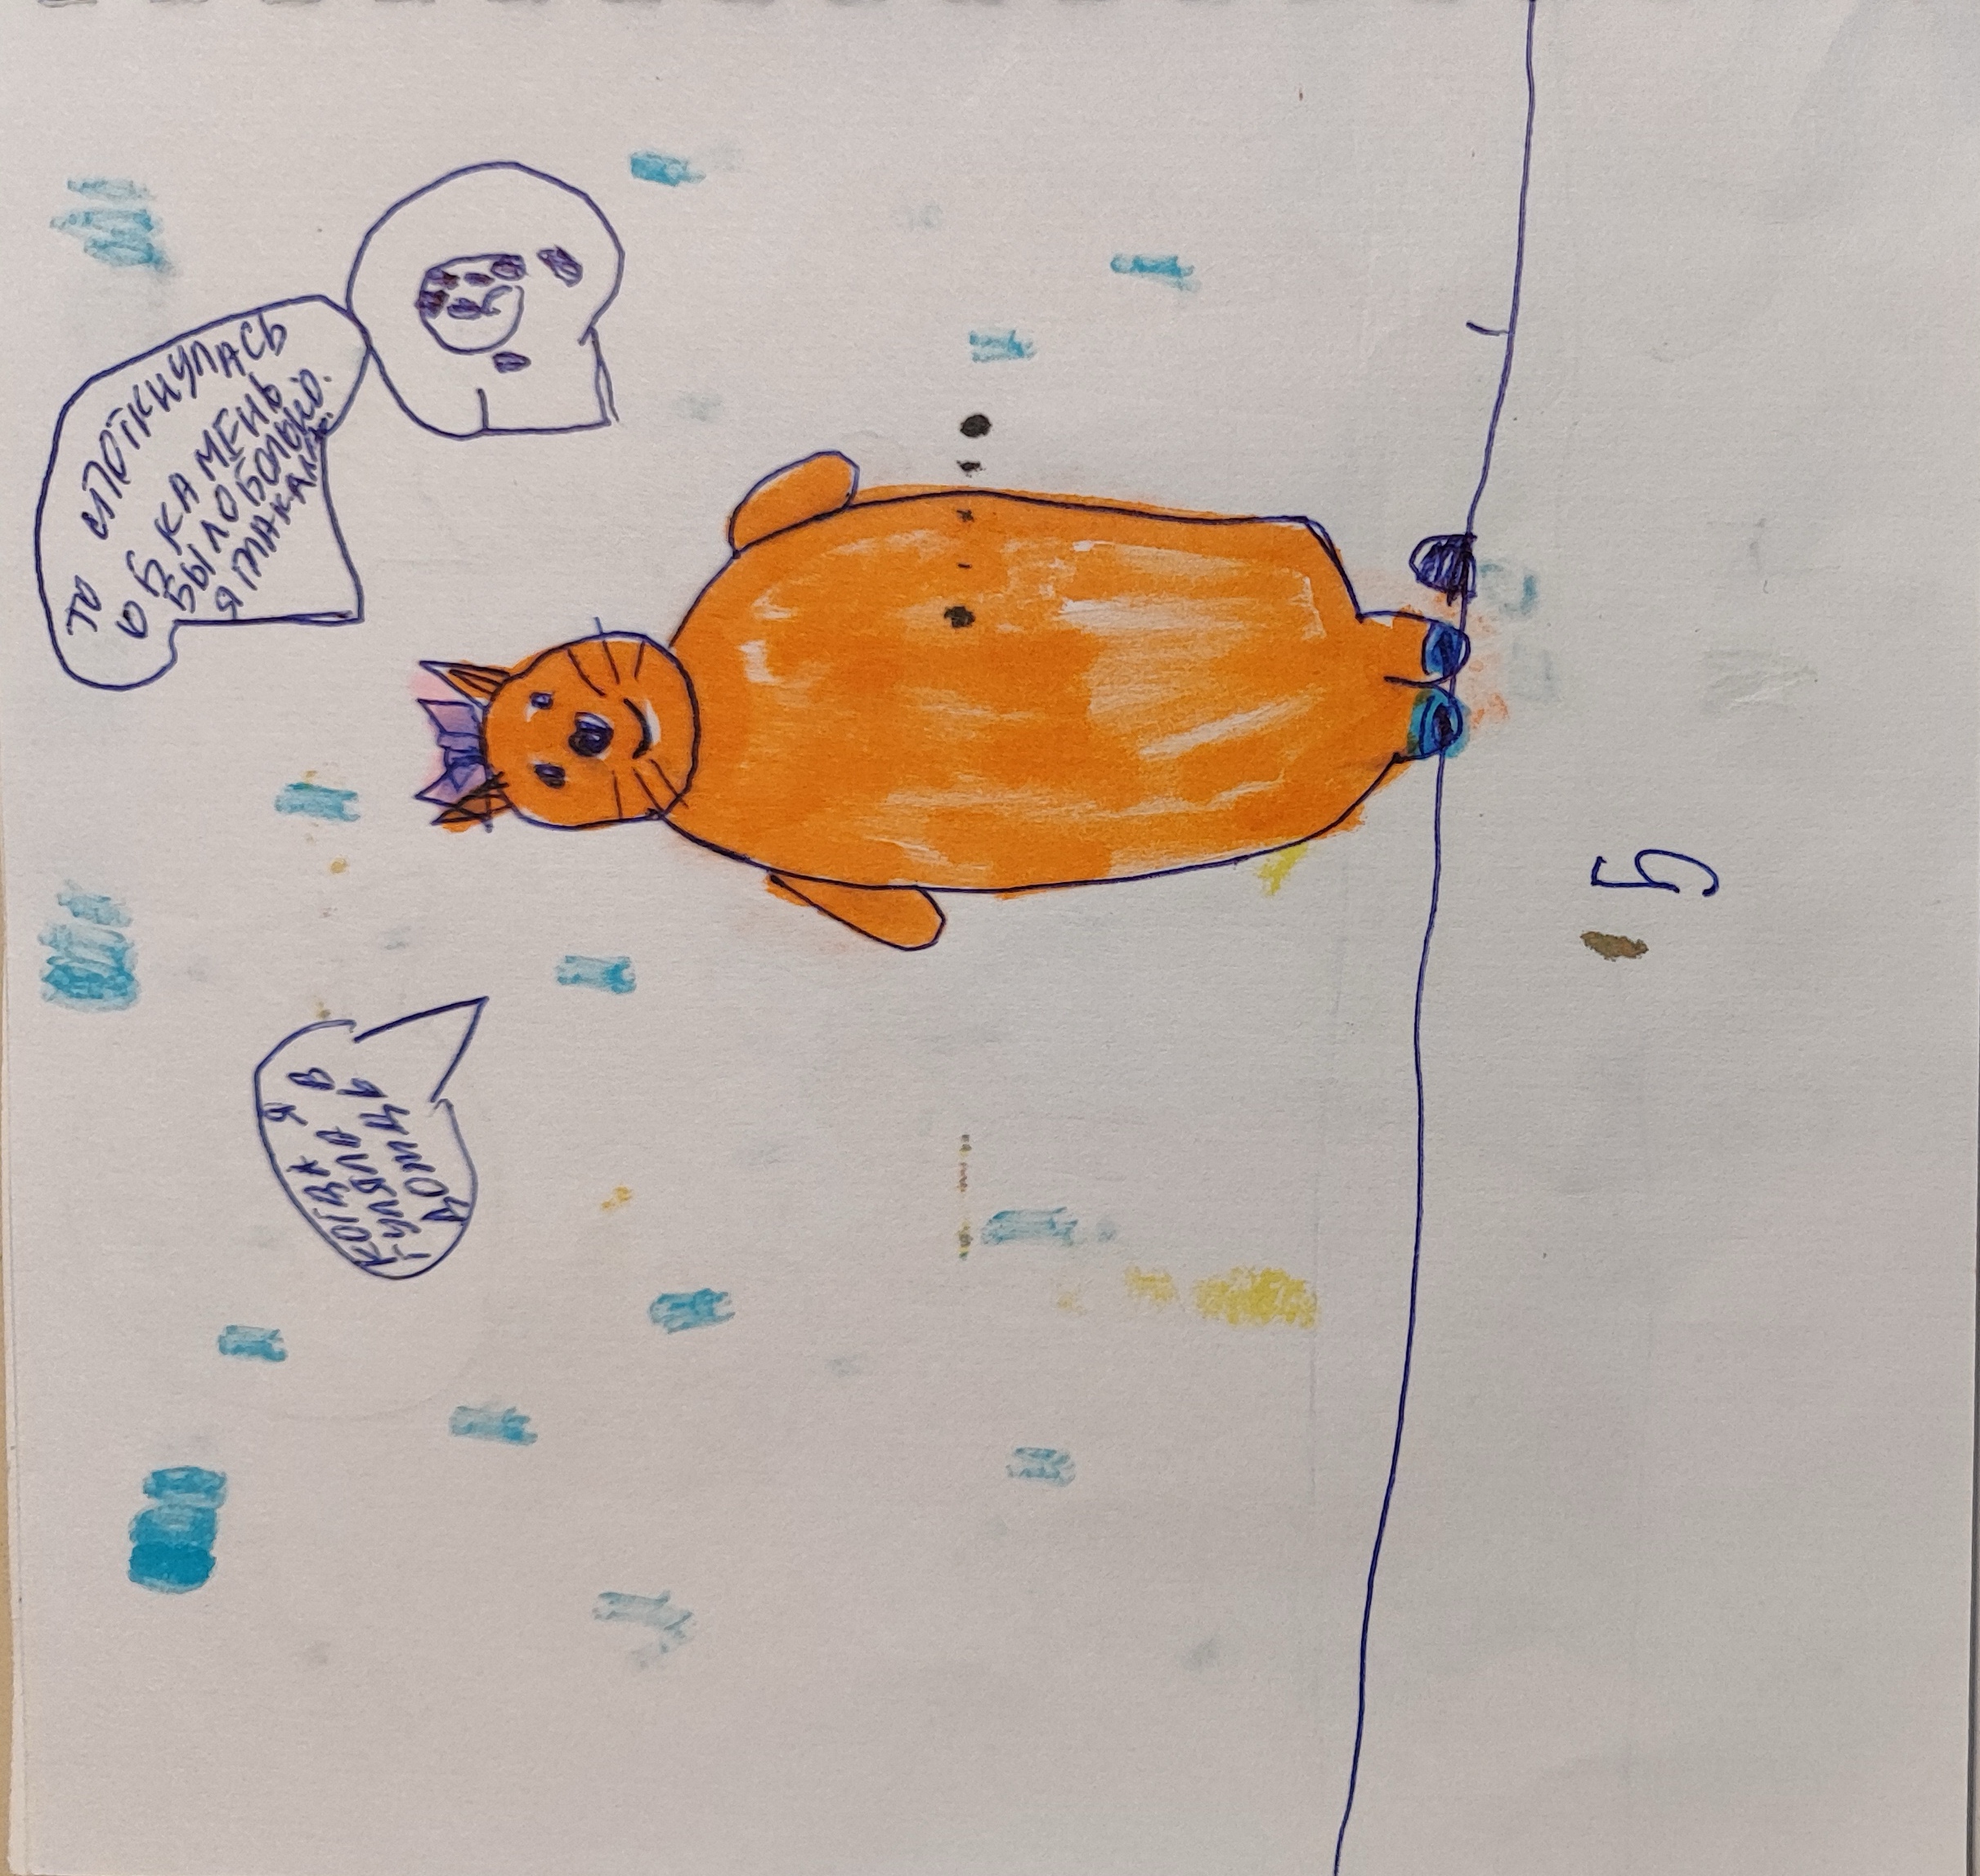 КОГДА Я
ГУЛЯЛА В
ДОЖДЬ
ТО СПОТКНУЛАСЬ
ОБ КАМЕНЬ
БЫЛО БОЛЬНО.
Я ПЛАКАЛА.
5